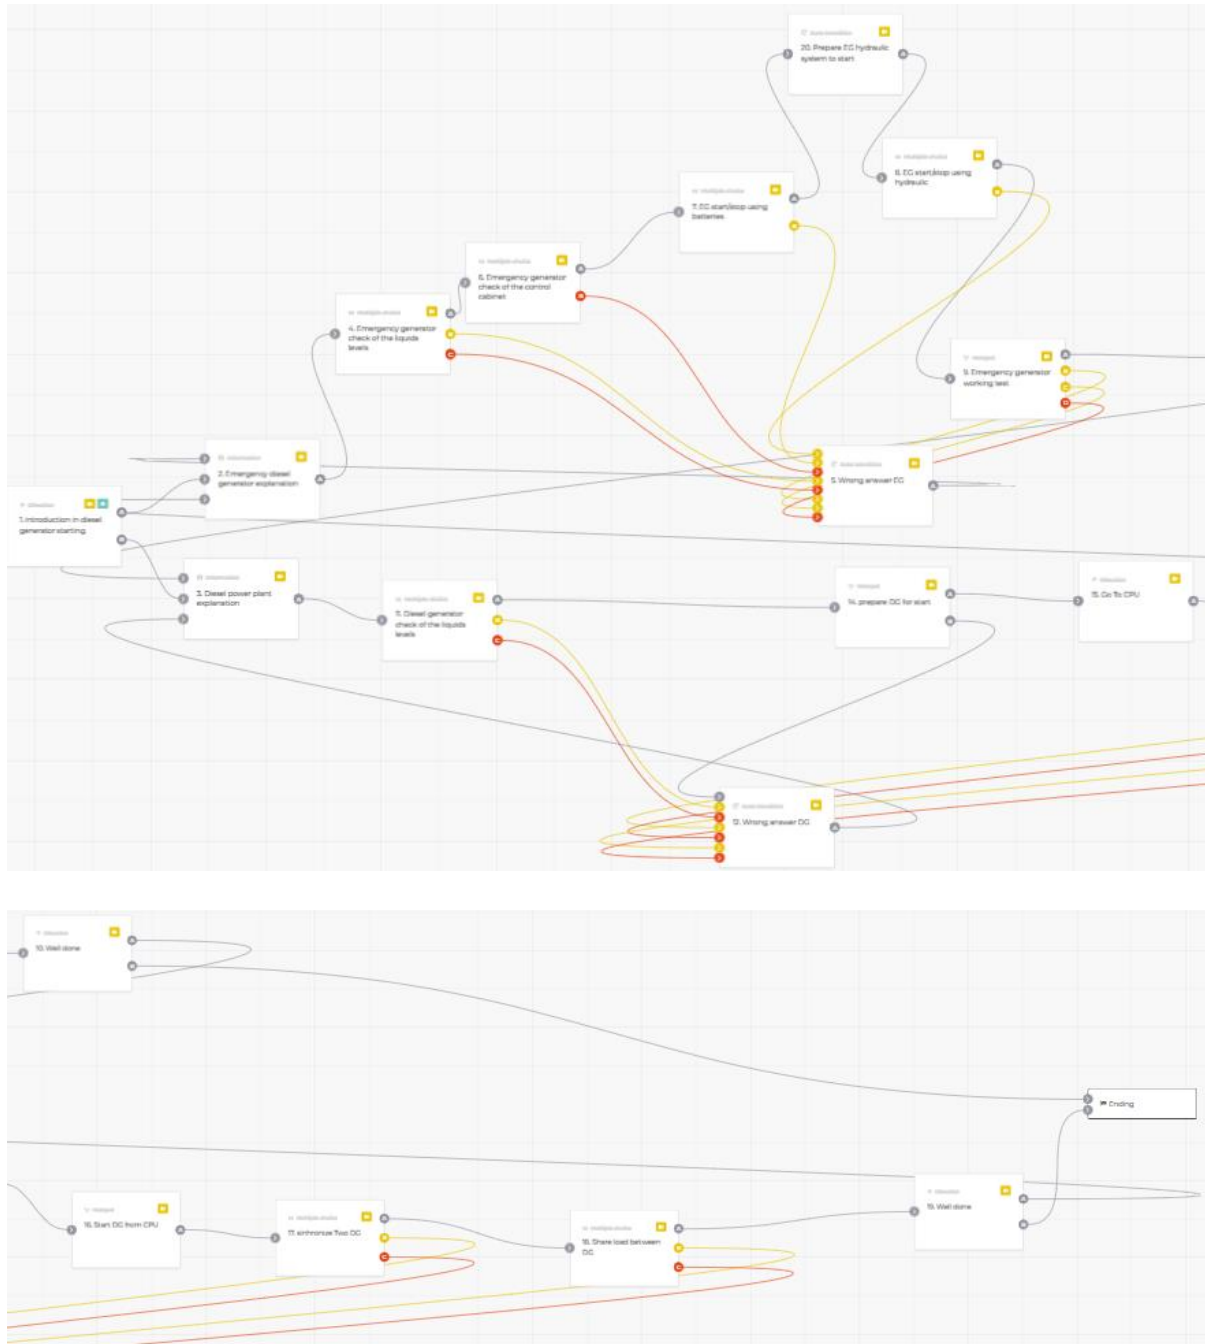 20. Prepare EG hydraulic
system to start
8. EG start/stop using
hydraulic
7. EG start/stop using
batteries
6. Emergency generator
check of the control
cabinet
4. Emergency generator
check of the liquids
levels
9. Emergency generator
working test
2. Emergency diesel
generator explanation
5. Wrong answer EG
1. Introduction in diesel
generator starting
3. Diesel power plant
explanation
11. Diesel generator
check of the liquids
levels
14. prepare DG for start
15. Go To CPU
12. Wrong answer DG
10. Well done
Ending
16. Start DG from CPU
17. sinhronize Two DG
18. Share load between
DG
19. Well done